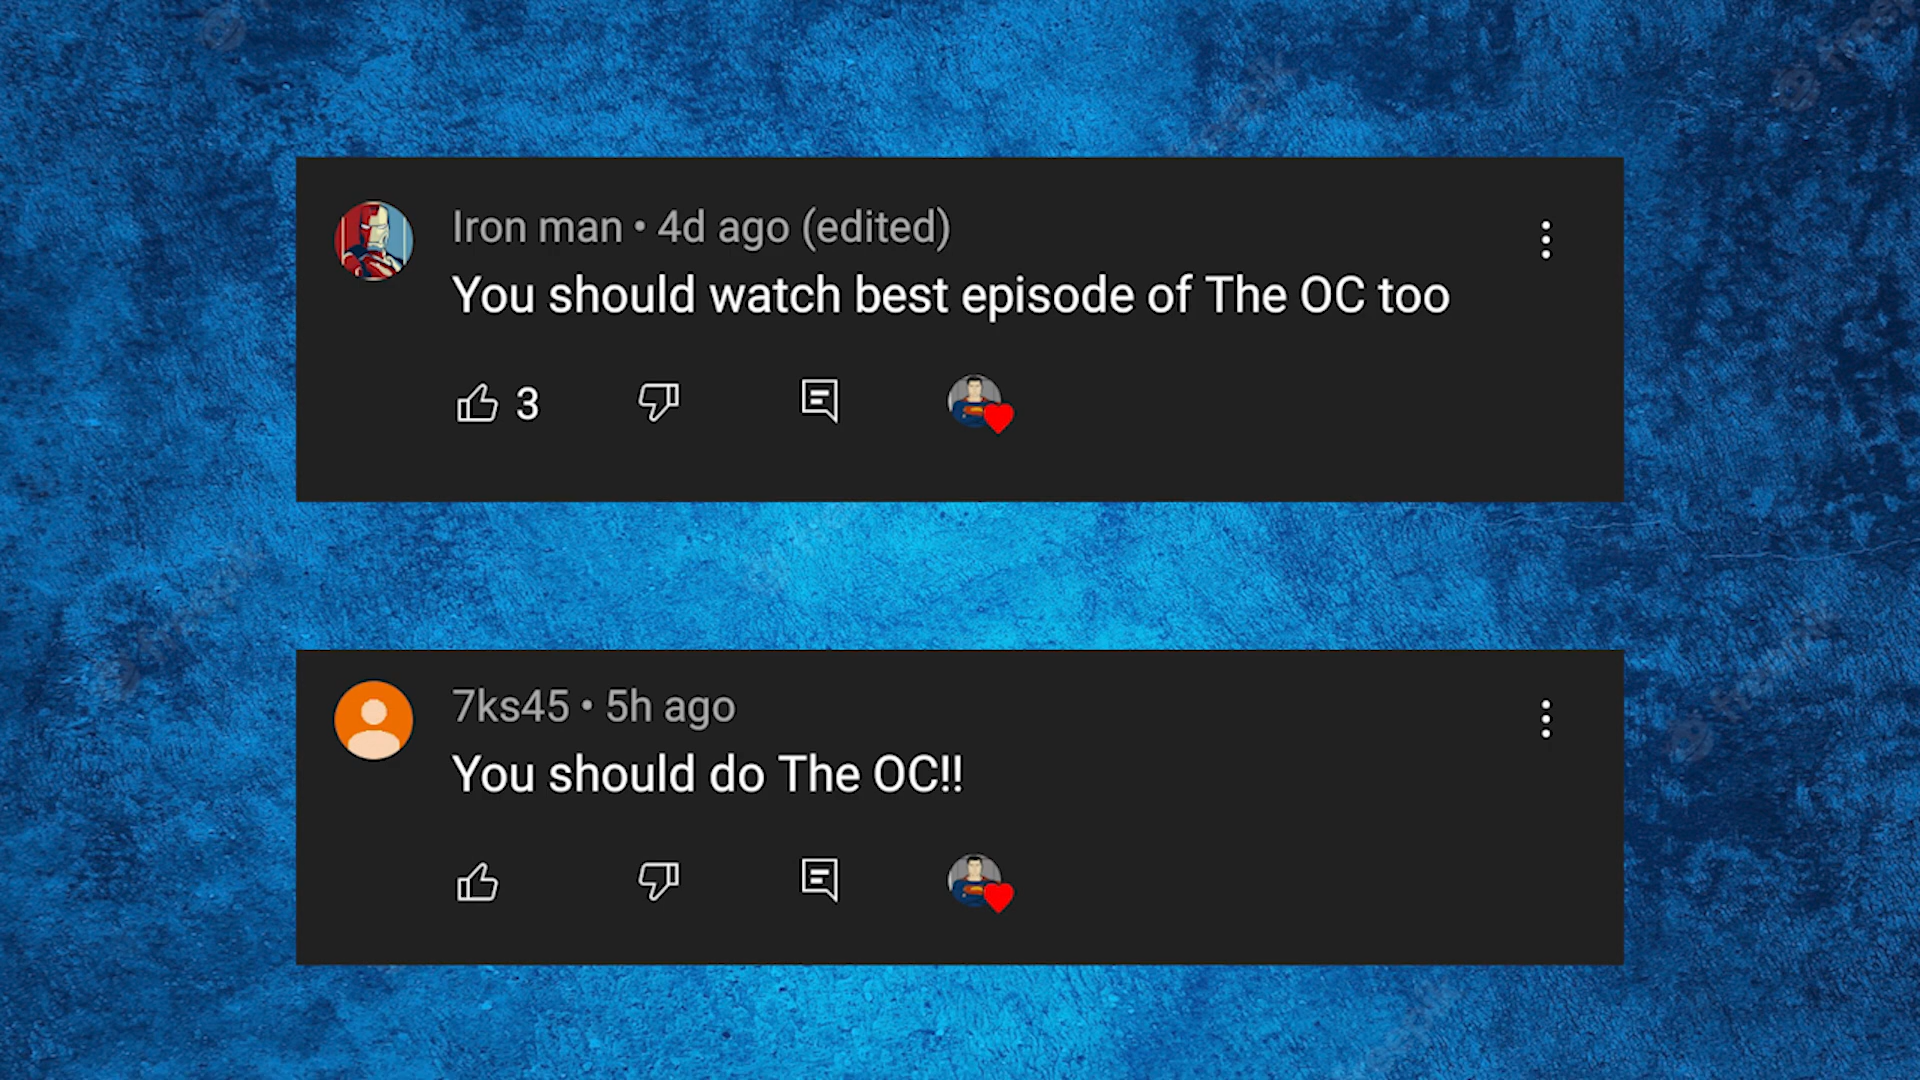 Iron man • 4d ago (edited)
You should watch best episode of The OC too
3
7ks45 • 5h ago
You should do The OC!!